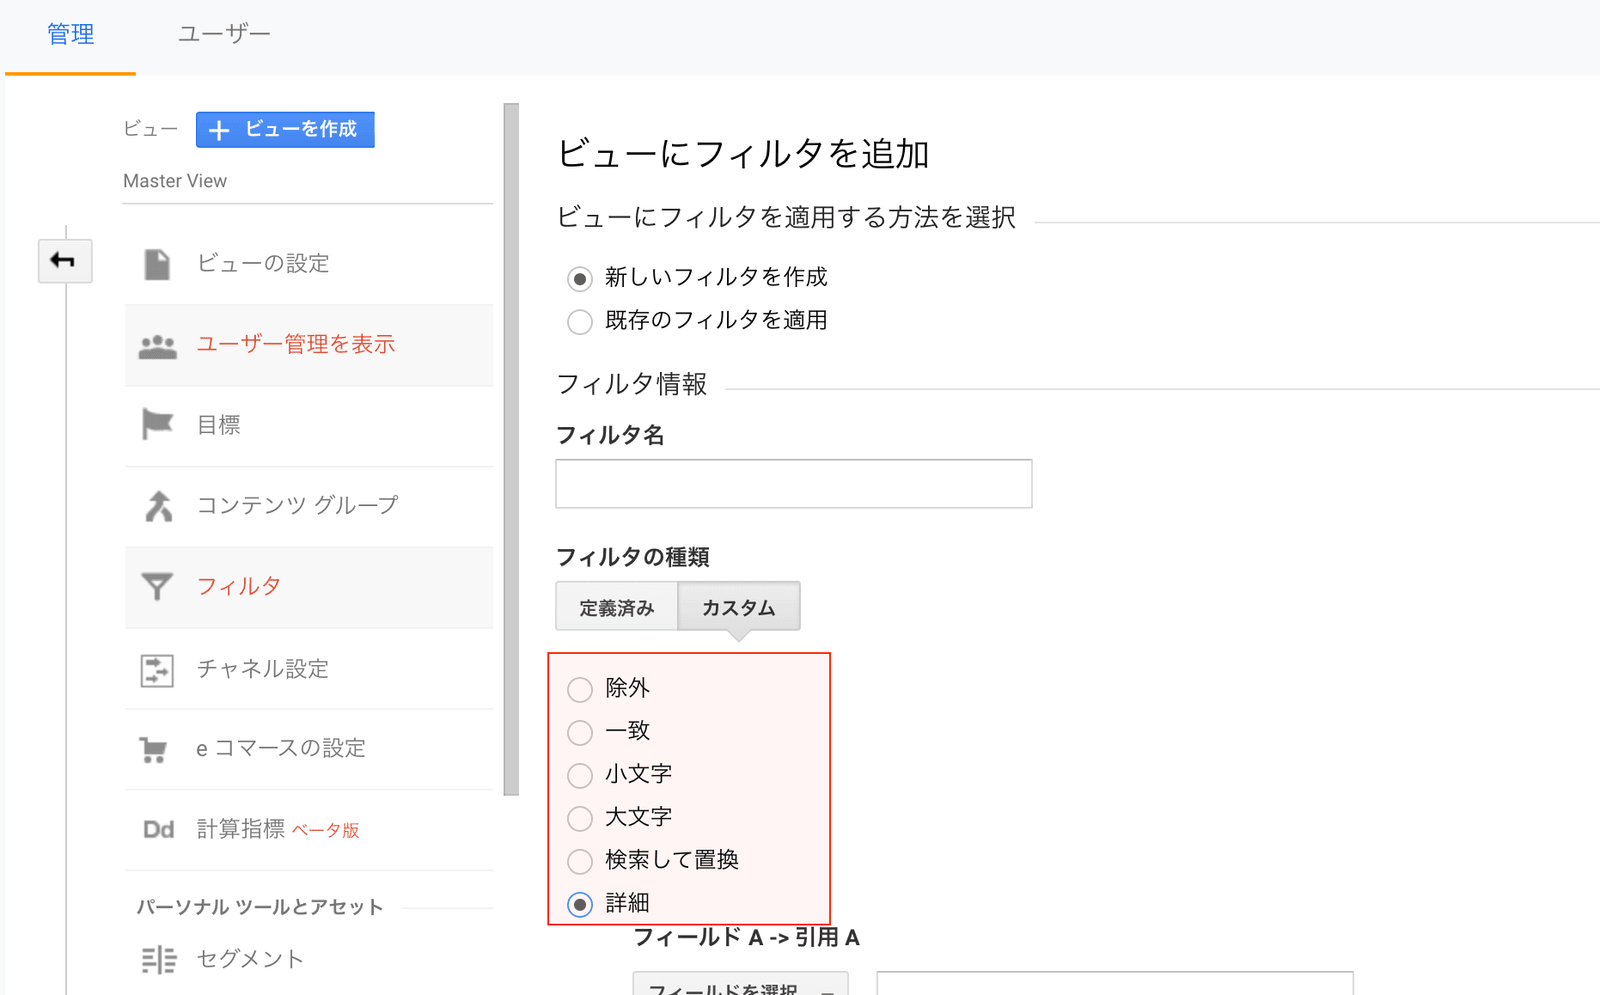 管理
ユーザー
ビュー
ビューを作成
Master View
ビューの設定
ユーザー管理を表示
目標
コンテンツ グループ
フィルタ
チャネル設定
e コマースの設定
Dd 計算指標 ベータ版
パーソナル ツールとアセット
セグメント
ビューにフィルタを追加
ビューにフィルタを適用する方法を選択
新しいフィルタを作成
既存のフィルタを適用
フィルタ情報
フィルタ名
フィルタの種類
定義済み
カスタム
除外
一致
小文字
大文字
検索して置換
詳細
フィールド A -> 引用 A
フィールドを選択